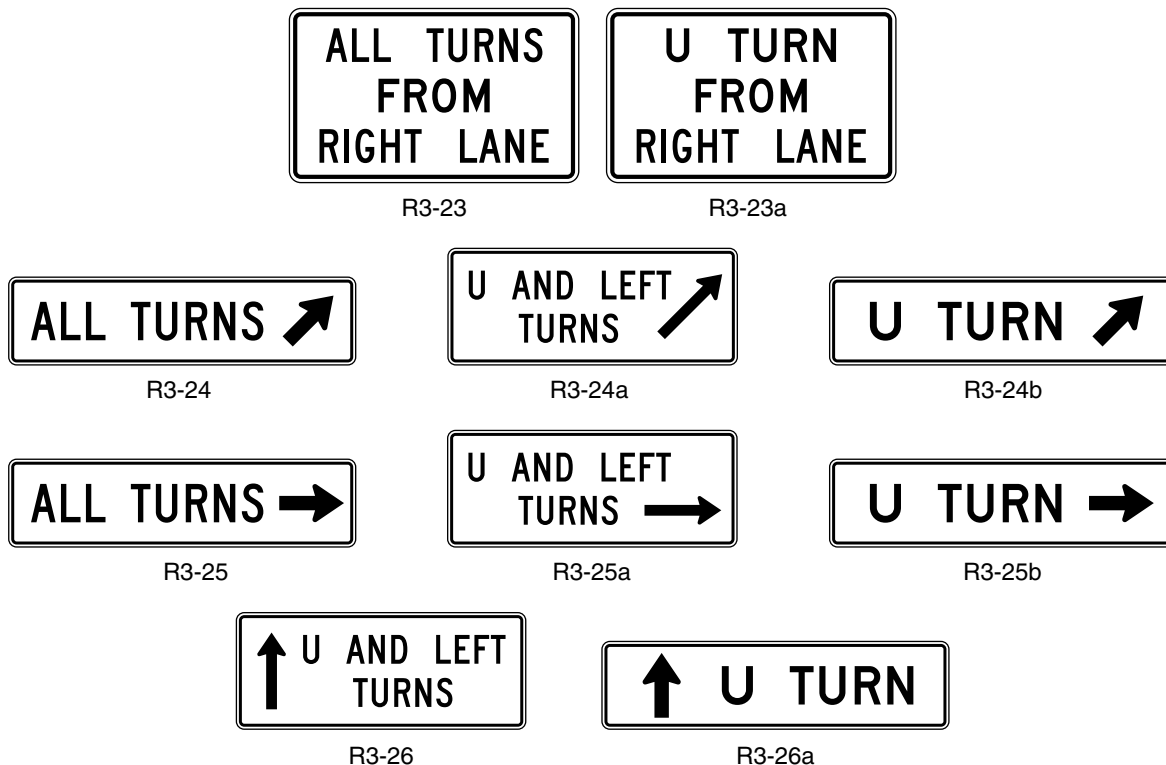 ALL TURNS
FROM
RIGHT LANE
R3-23
U TURN
FROM
RIGHT LANE
R3-23a
ALL TURNS
R3-24
U AND LEFT
TURNS
R3-24a
U TURN
R3-24b
ALL TURNS
R3-25
U AND LEFT
TURNS
R3-25a
U TURN
R3-25b
U AND LEFT
TURNS
R3-26
U TURN
R3-26a